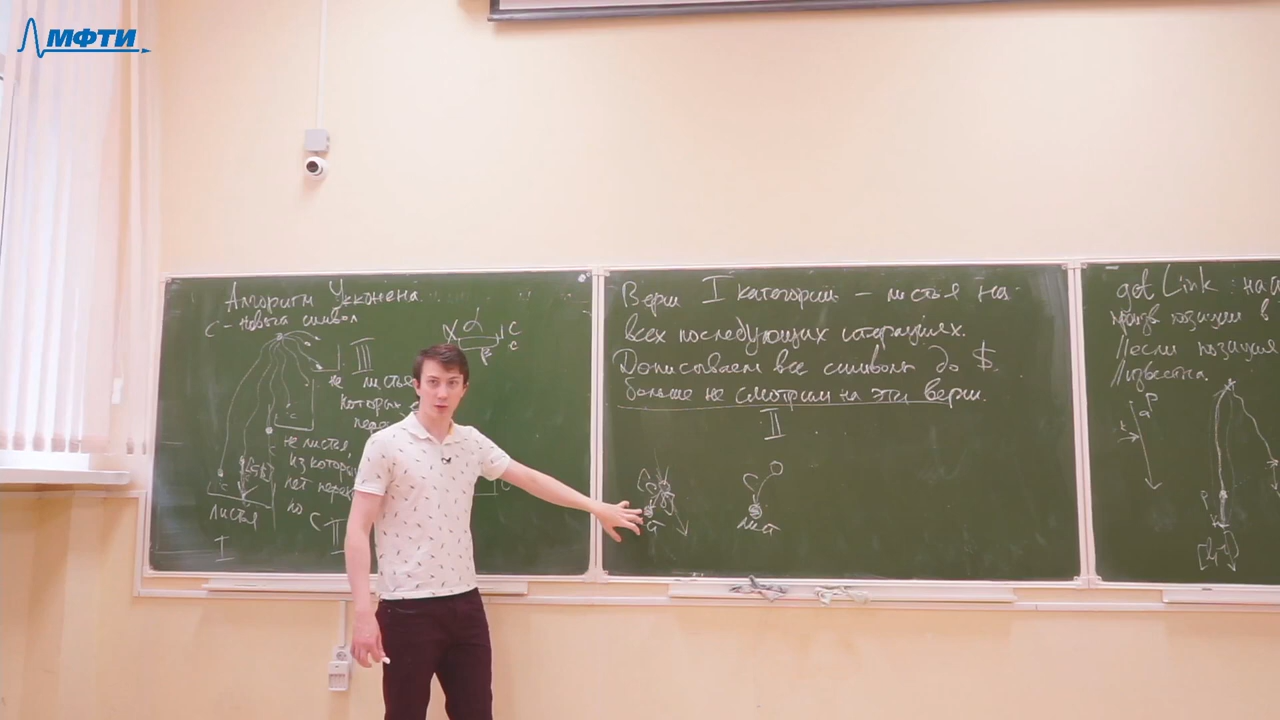 МФТИ
Алгоритм Укконена
С - новый символ
III
не листья
которых
не листья,
из которых
нет перех
по С
II
листья
I
X
C
C
Верш I категории – листья на
всех последующих итерациях.
Дописываем все символы до $.
больше не смотрим на эти верш.
II
getLink: най
позиции в
//если позиция
//известна.